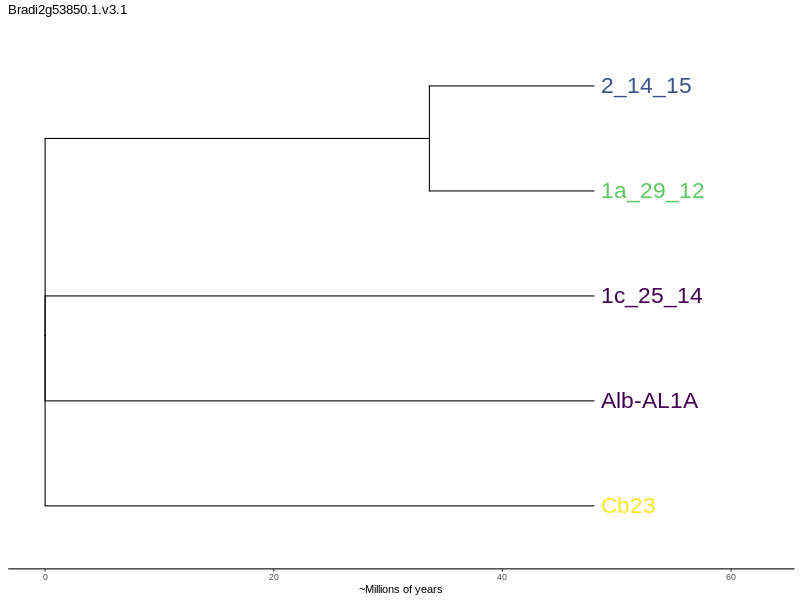 Bradi2g53850.1.v3.1
2_14_15
1a_29_12
1c_25_14
Alb-AL1A
Cb23
0 20 40 60
~Millions of years